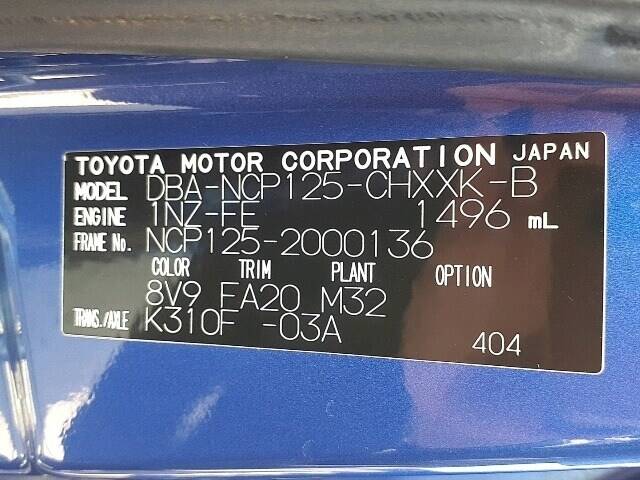 TOYOTA MOTOR CORPORATION JAPAN
MODEL DBA-NCP125-CHXXK-B
ENGINE 1NZ-FE 1496 mL
FRAME No. NCP125-2000136
COLOR TRIM PLANT OPTION
8V9 FA20 M32
TRANS./AXLE K310F -03A
404